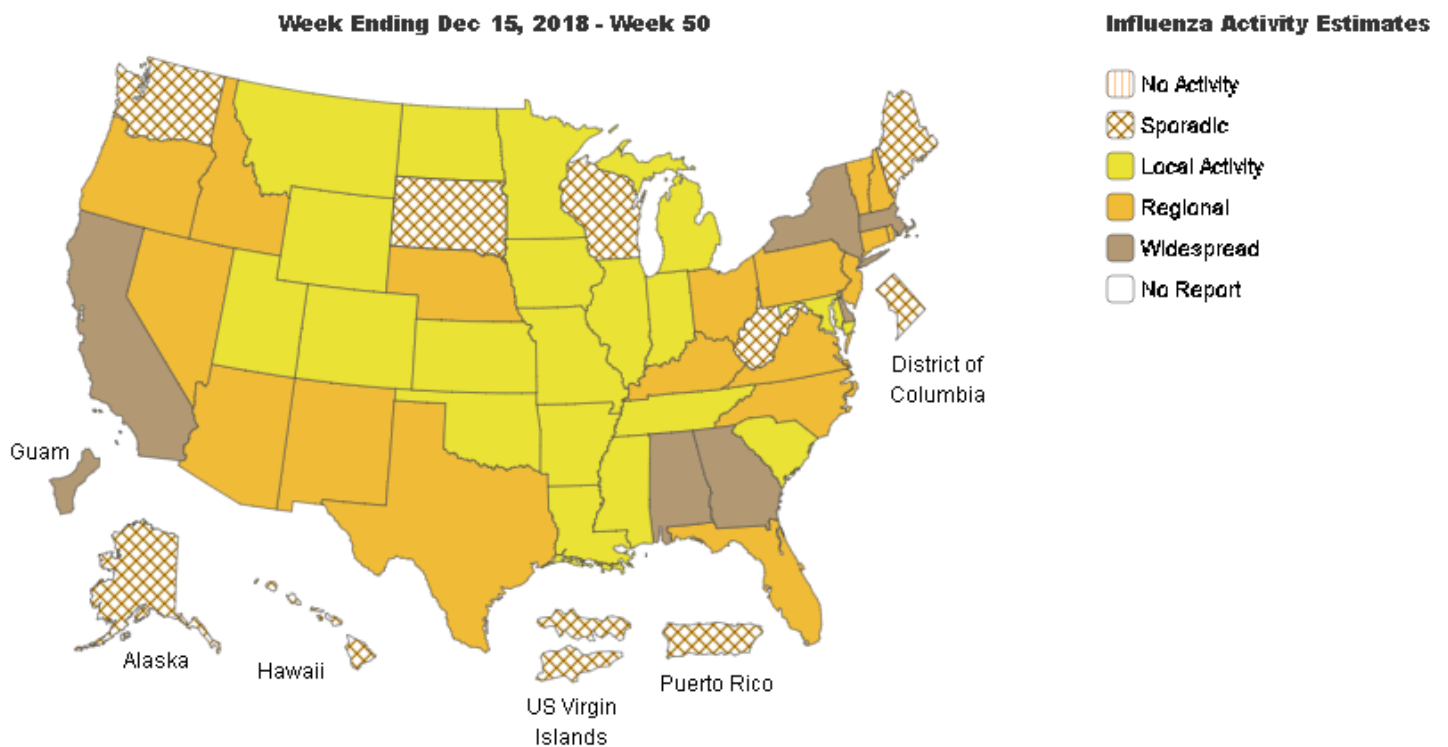 Week Ending Dec 15, 2018 - Week 50
Influenza Activity Estimates
No Activity
Sporadic
Local Activity
Regional
Widespread
No Report
District of
Columbia
Guam
Alaska
Hawaii
US Virgin
Islands
Puerto Rico